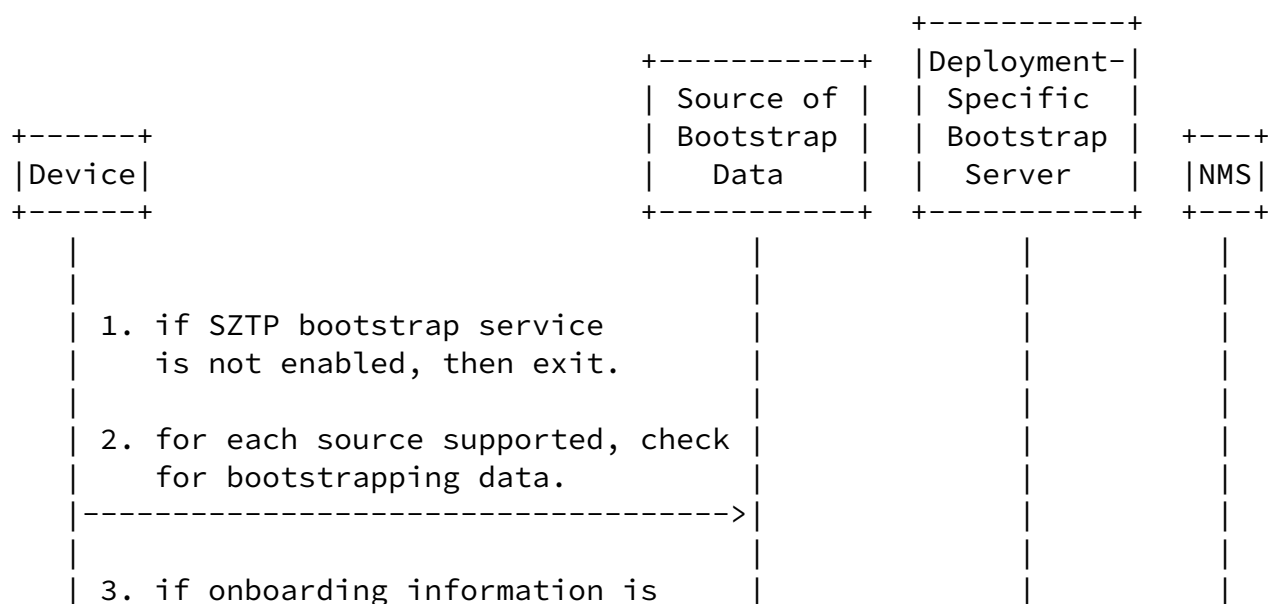 +-----------+
                                   +-----------+  |Deployment-|
                                   | Source of |  | Specific  |
+------+                           | Bootstrap |  | Bootstrap |  +---+
|Device|                           |   Data    |  |  Server   |  |NMS|
+------+                           +-----------+  +-----------+  +---+
   |                                     |              |          |
   |                                     |              |          |
   | 1. if SZTP bootstrap service        |              |          |
   |    is not enabled, then exit.       |              |          |
   |                                     |              |          |
   | 2. for each source supported, check |              |          |
   |    for bootstrapping data.          |              |          |
   |------------------------------------>|              |          |
   |                                     |              |          |
   | 3. if onboarding information is     |              |          |